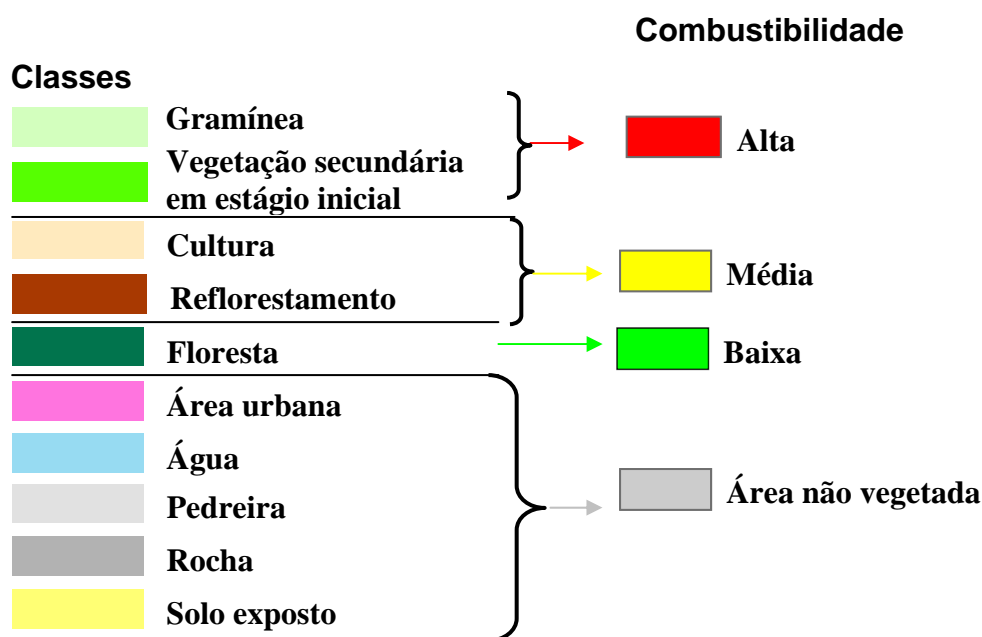 Combustibilidade
Classes
Gramínea
Alta
Vegetação secundária
em estágio inicial
Cultura
Média
Reflorestamento
Floresta
Baixa
Área urbana
Água
Pedreira
Área não vegetada
Rocha
Solo exposto